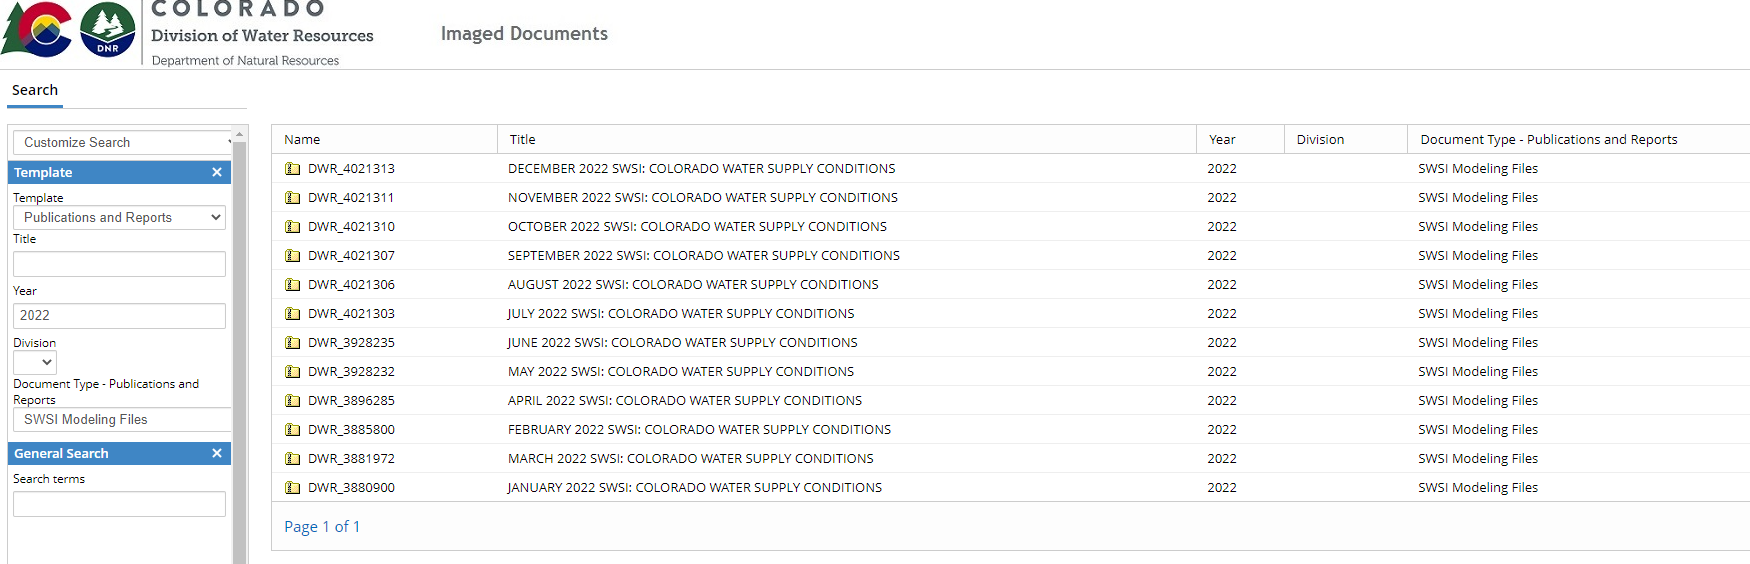 COLORADO
Division of Water Resources
Department of Natural Resources
DNR
Imaged Documents
Search
Customize Search
Template
Template
Publications and Reports
Title
Year
2022
Division
Document Type - Publications and
Reports
SWSI Modeling Files
General Search
Search terms
Name Title Year Division Document Type - Publications and Reports
DWR_4021313 DECEMBER 2022 SWSI: COLORADO WATER SUPPLY CONDITIONS 2022 SWSI Modeling Files
DWR_4021311 NOVEMBER 2022 SWSI: COLORADO WATER SUPPLY CONDITIONS 2022 SWSI Modeling Files
DWR_4021310 OCTOBER 2022 SWSI: COLORADO WATER SUPPLY CONDITIONS 2022 SWSI Modeling Files
DWR_4021307 SEPTEMBER 2022 SWSI: COLORADO WATER SUPPLY CONDITIONS 2022 SWSI Modeling Files
DWR_4021306 AUGUST 2022 SWSI: COLORADO WATER SUPPLY CONDITIONS 2022 SWSI Modeling Files
DWR_4021303 JULY 2022 SWSI: COLORADO WATER SUPPLY CONDITIONS 2022 SWSI Modeling Files
DWR_3928235 JUNE 2022 SWSI: COLORADO WATER SUPPLY CONDITIONS 2022 SWSI Modeling Files
DWR_3928232 MAY 2022 SWSI: COLORADO WATER SUPPLY CONDITIONS 2022 SWSI Modeling Files
DWR_3896285 APRIL 2022 SWSI: COLORADO WATER SUPPLY CONDITIONS 2022 SWSI Modeling Files
DWR_3885800 FEBRUARY 2022 SWSI: COLORADO WATER SUPPLY CONDITIONS 2022 SWSI Modeling Files
DWR_3881972 MARCH 2022 SWSI: COLORADO WATER SUPPLY CONDITIONS 2022 SWSI Modeling Files
DWR_3880900 JANUARY 2022 SWSI: COLORADO WATER SUPPLY CONDITIONS 2022 SWSI Modeling Files
Page 1 of 1